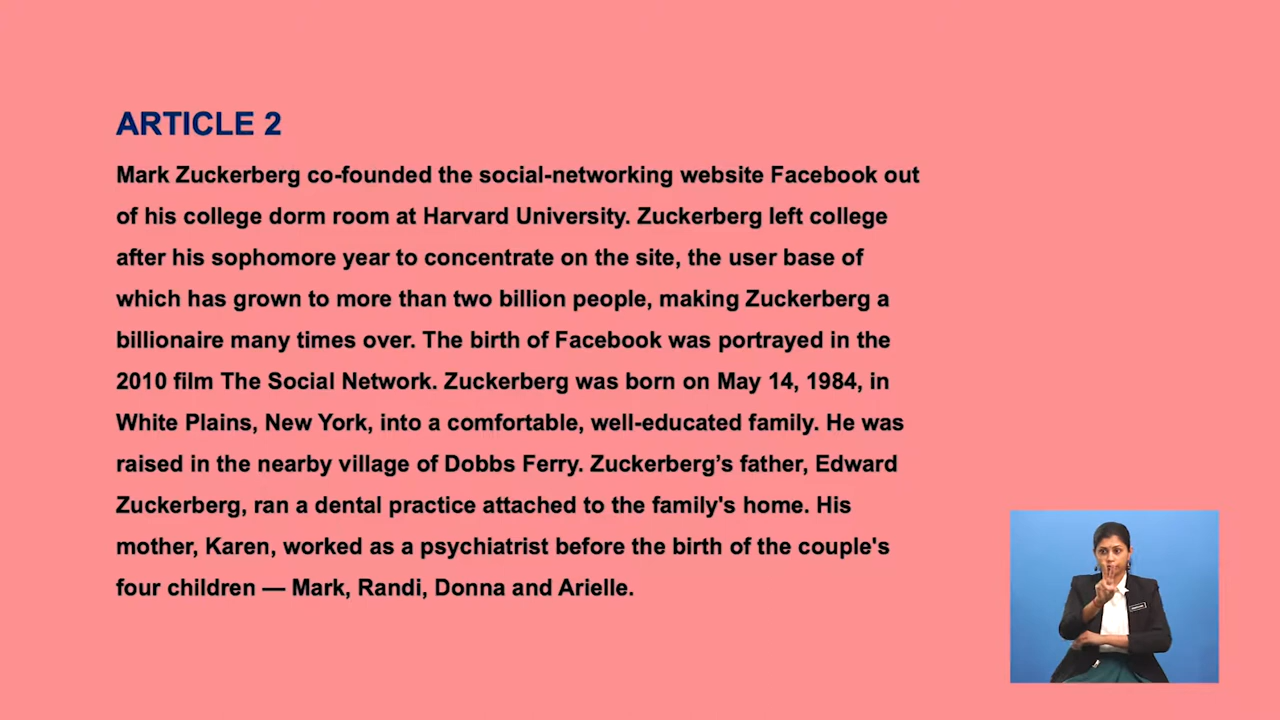 ARTICLE 2
Mark Zuckerberg co-founded the social-networking website Facebook out
of his college dorm room at Harvard University. Zuckerberg left college
after his sophomore year to concentrate on the site, the user base of
which has grown to more than two billion people, making Zuckerberg a
billionaire many times over. The birth of Facebook was portrayed in the
2010 film The Social Network. Zuckerberg was born on May 14, 1984, in
White Plains, New York, into a comfortable, well-educated family. He was
raised in the nearby village of Dobbs Ferry. Zuckerberg’s father, Edward
Zuckerberg, ran a dental practice attached to the family's home. His
mother, Karen, worked as a psychiatrist before the birth of the couple's
four children — Mark, Randi, Donna and Arielle.